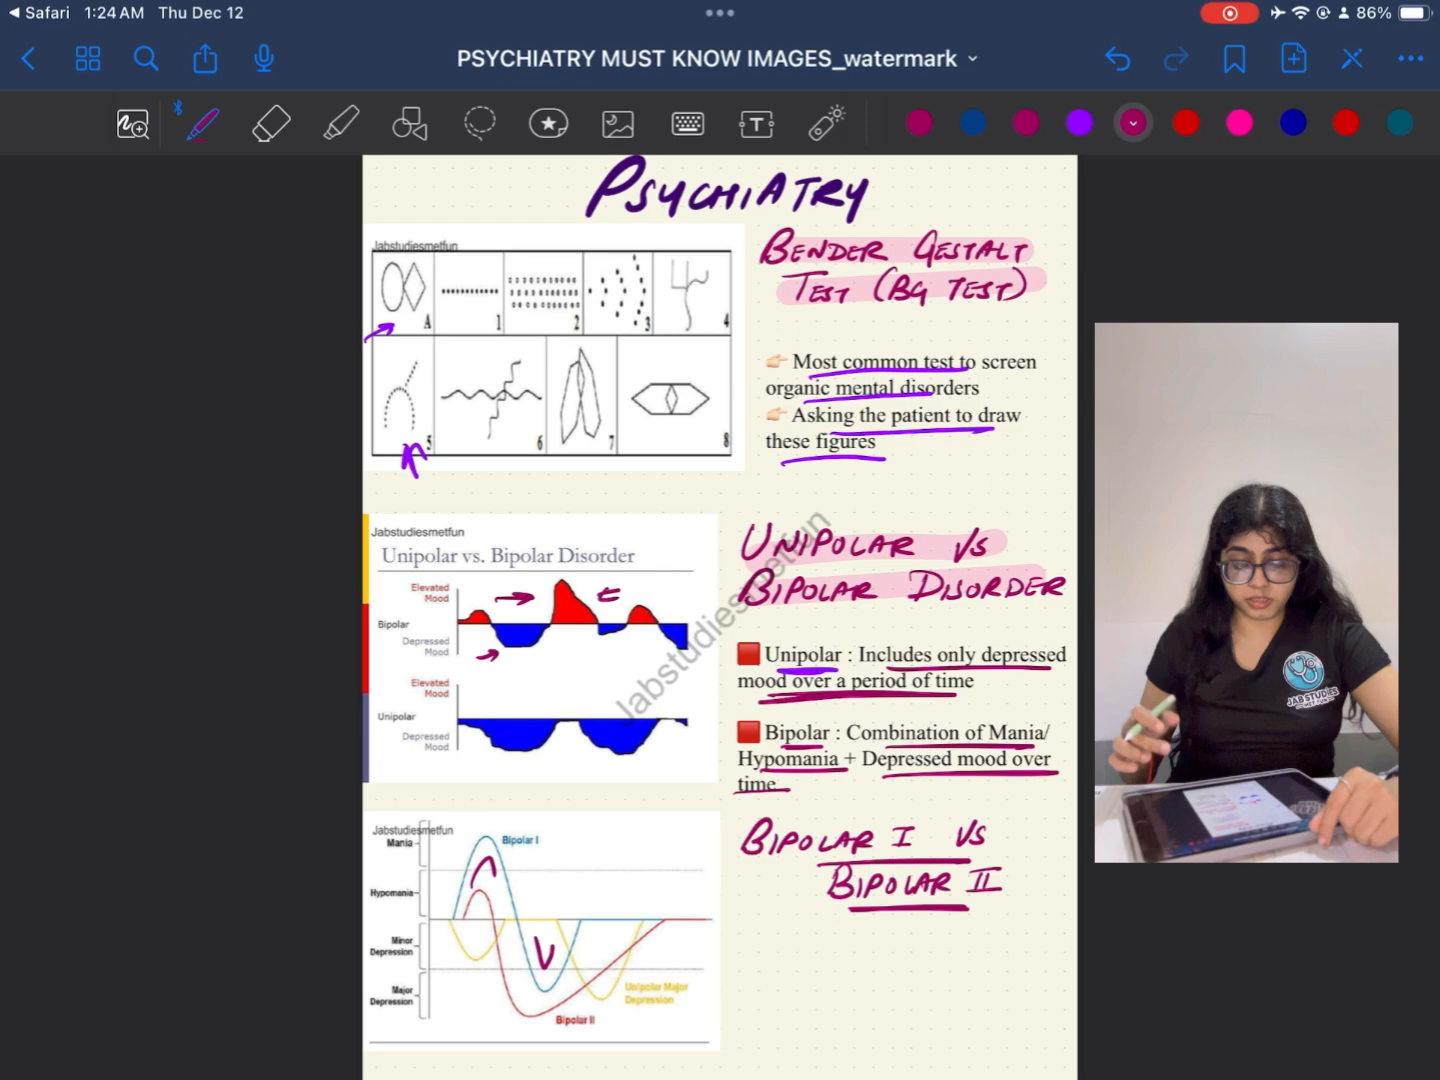 Safari 1:24 AM Thu Dec 12
86%
PSYCHIATRY MUST KNOW IMAGES_watermark
PSYCHIATRY
Jabstudiesmetfun
A 1 2 3 4
5 6 7 8
BENDER GESTALT
TEST (BG TEST)
Most common test to screen
organic mental disorders
Asking the patient to draw
these figures
Jabstudiesmetfun
Unipolar vs. Bipolar Disorder
Elevated
Mood
Bipolar
Depressed
Mood
Elevated
Mood
Unipolar
Depressed
Mood
UNIPOLAR VS
BIPOLAR DISORDER
Unipolar : Includes only depressed
mood over a period of time
Bipolar : Combination of Mania/
Hypomania + Depressed mood over
time
Jabstudiesmetfun
Jabstudiesmetfun
Mania
Bipolar I
Hypomania
Minor
Depression
Major
Depression
Unipolar Major
Depression
Bipolar II
BIPOLAR I VS
BIPOLAR II
JAB STUDIES
MET FUN